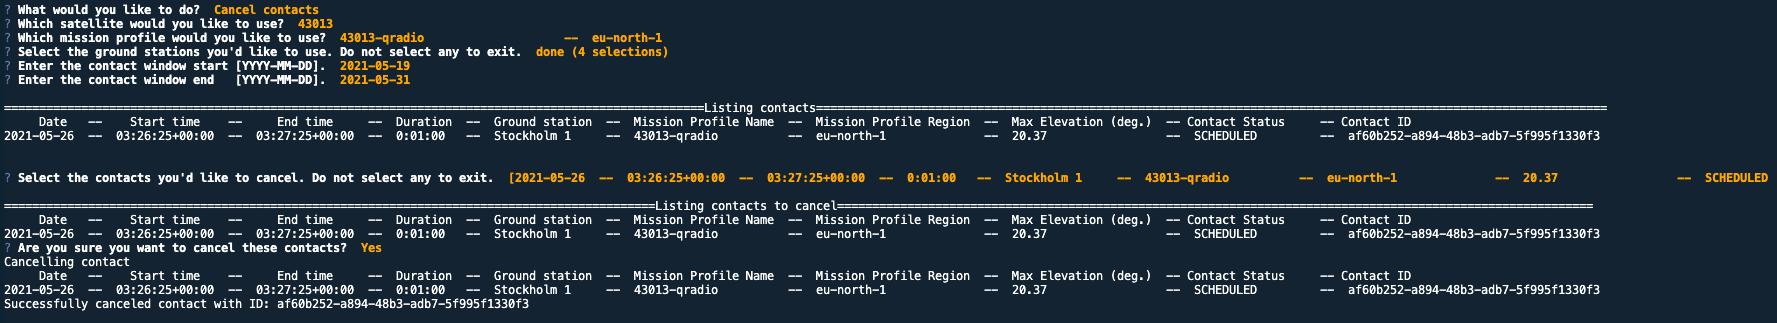 ? What would you like to do?  Cancel contacts
? Which satellite would you like to use?  43013
? Which mission profile would you like to use?  43013-qradio                    --  eu-north-1
? Select the ground stations you'd like to use. Do not select any to exit.  done (4 selections)
? Enter the contact window start [YYYY-MM-DD].  2021-05-19
? Enter the contact window end   [YYYY-MM-DD].  2021-05-31
====================================================================================================Listing contacts=================================================================================================================
     Date   --    Start time    --     End time     --  Duration  --  Ground station  --  Mission Profile Name  --  Mission Profile Region  --  Max Elevation (deg.)  -- Contact Status     -- Contact ID
2021-05-26  --  03:26:25+00:00  --  03:27:25+00:00  --  0:01:00   --  Stockholm 1     --  43013-qradio          --  eu-north-1              --  20.37                 --  SCHEDULED         --  af60b252-a894-48b3-adb7-5f995f1330f3
? Select the contacts you'd like to cancel. Do not select any to exit.  [2021-05-26  --  03:26:25+00:00  --  03:27:25+00:00  --  0:01:00   --  Stockholm 1     --  43013-qradio          --  eu-north-1              --  20.37                 --  SCHEDULED
=============================================================================================Listing contacts to cancel============================================================================================================
     Date   --    Start time    --     End time     --  Duration  --  Ground station  --  Mission Profile Name  --  Mission Profile Region  --  Max Elevation (deg.)  -- Contact Status     -- Contact ID
2021-05-26  --  03:26:25+00:00  --  03:27:25+00:00  --  0:01:00   --  Stockholm 1     --  43013-qradio          --  eu-north-1              --  20.37                 --  SCHEDULED         --  af60b252-a894-48b3-adb7-5f995f1330f3
? Are you sure you want to cancel these contacts?  Yes
Cancelling contact
     Date   --    Start time    --     End time     --  Duration  --  Ground station  --  Mission Profile Name  --  Mission Profile Region  --  Max Elevation (deg.)  -- Contact Status     -- Contact ID
2021-05-26  --  03:26:25+00:00  --  03:27:25+00:00  --  0:01:00   --  Stockholm 1     --  43013-qradio          --  eu-north-1              --  20.37                 --  SCHEDULED         --  af60b252-a894-48b3-adb7-5f995f1330f3
Successfully canceled contact with ID: af60b252-a894-48b3-adb7-5f995f1330f3